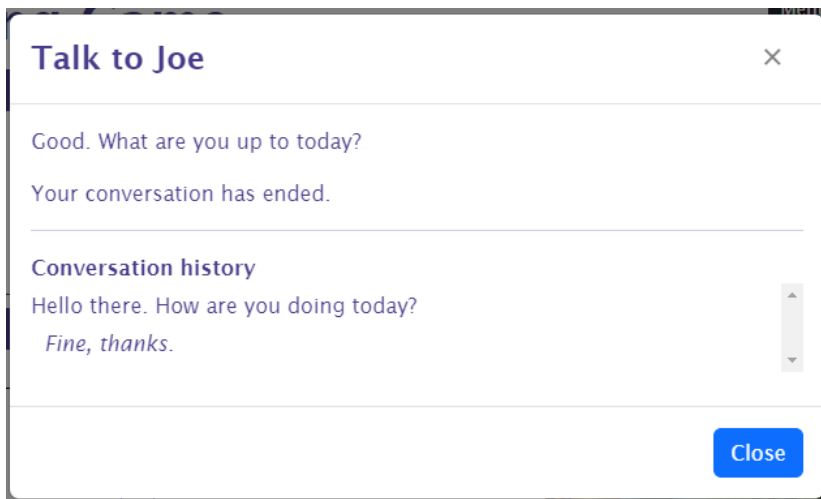 Talk to Joe
Good. What are you up to today?
Your conversation has ended.
Conversation history
Hello there. How are you doing today?
Fine, thanks.
Close